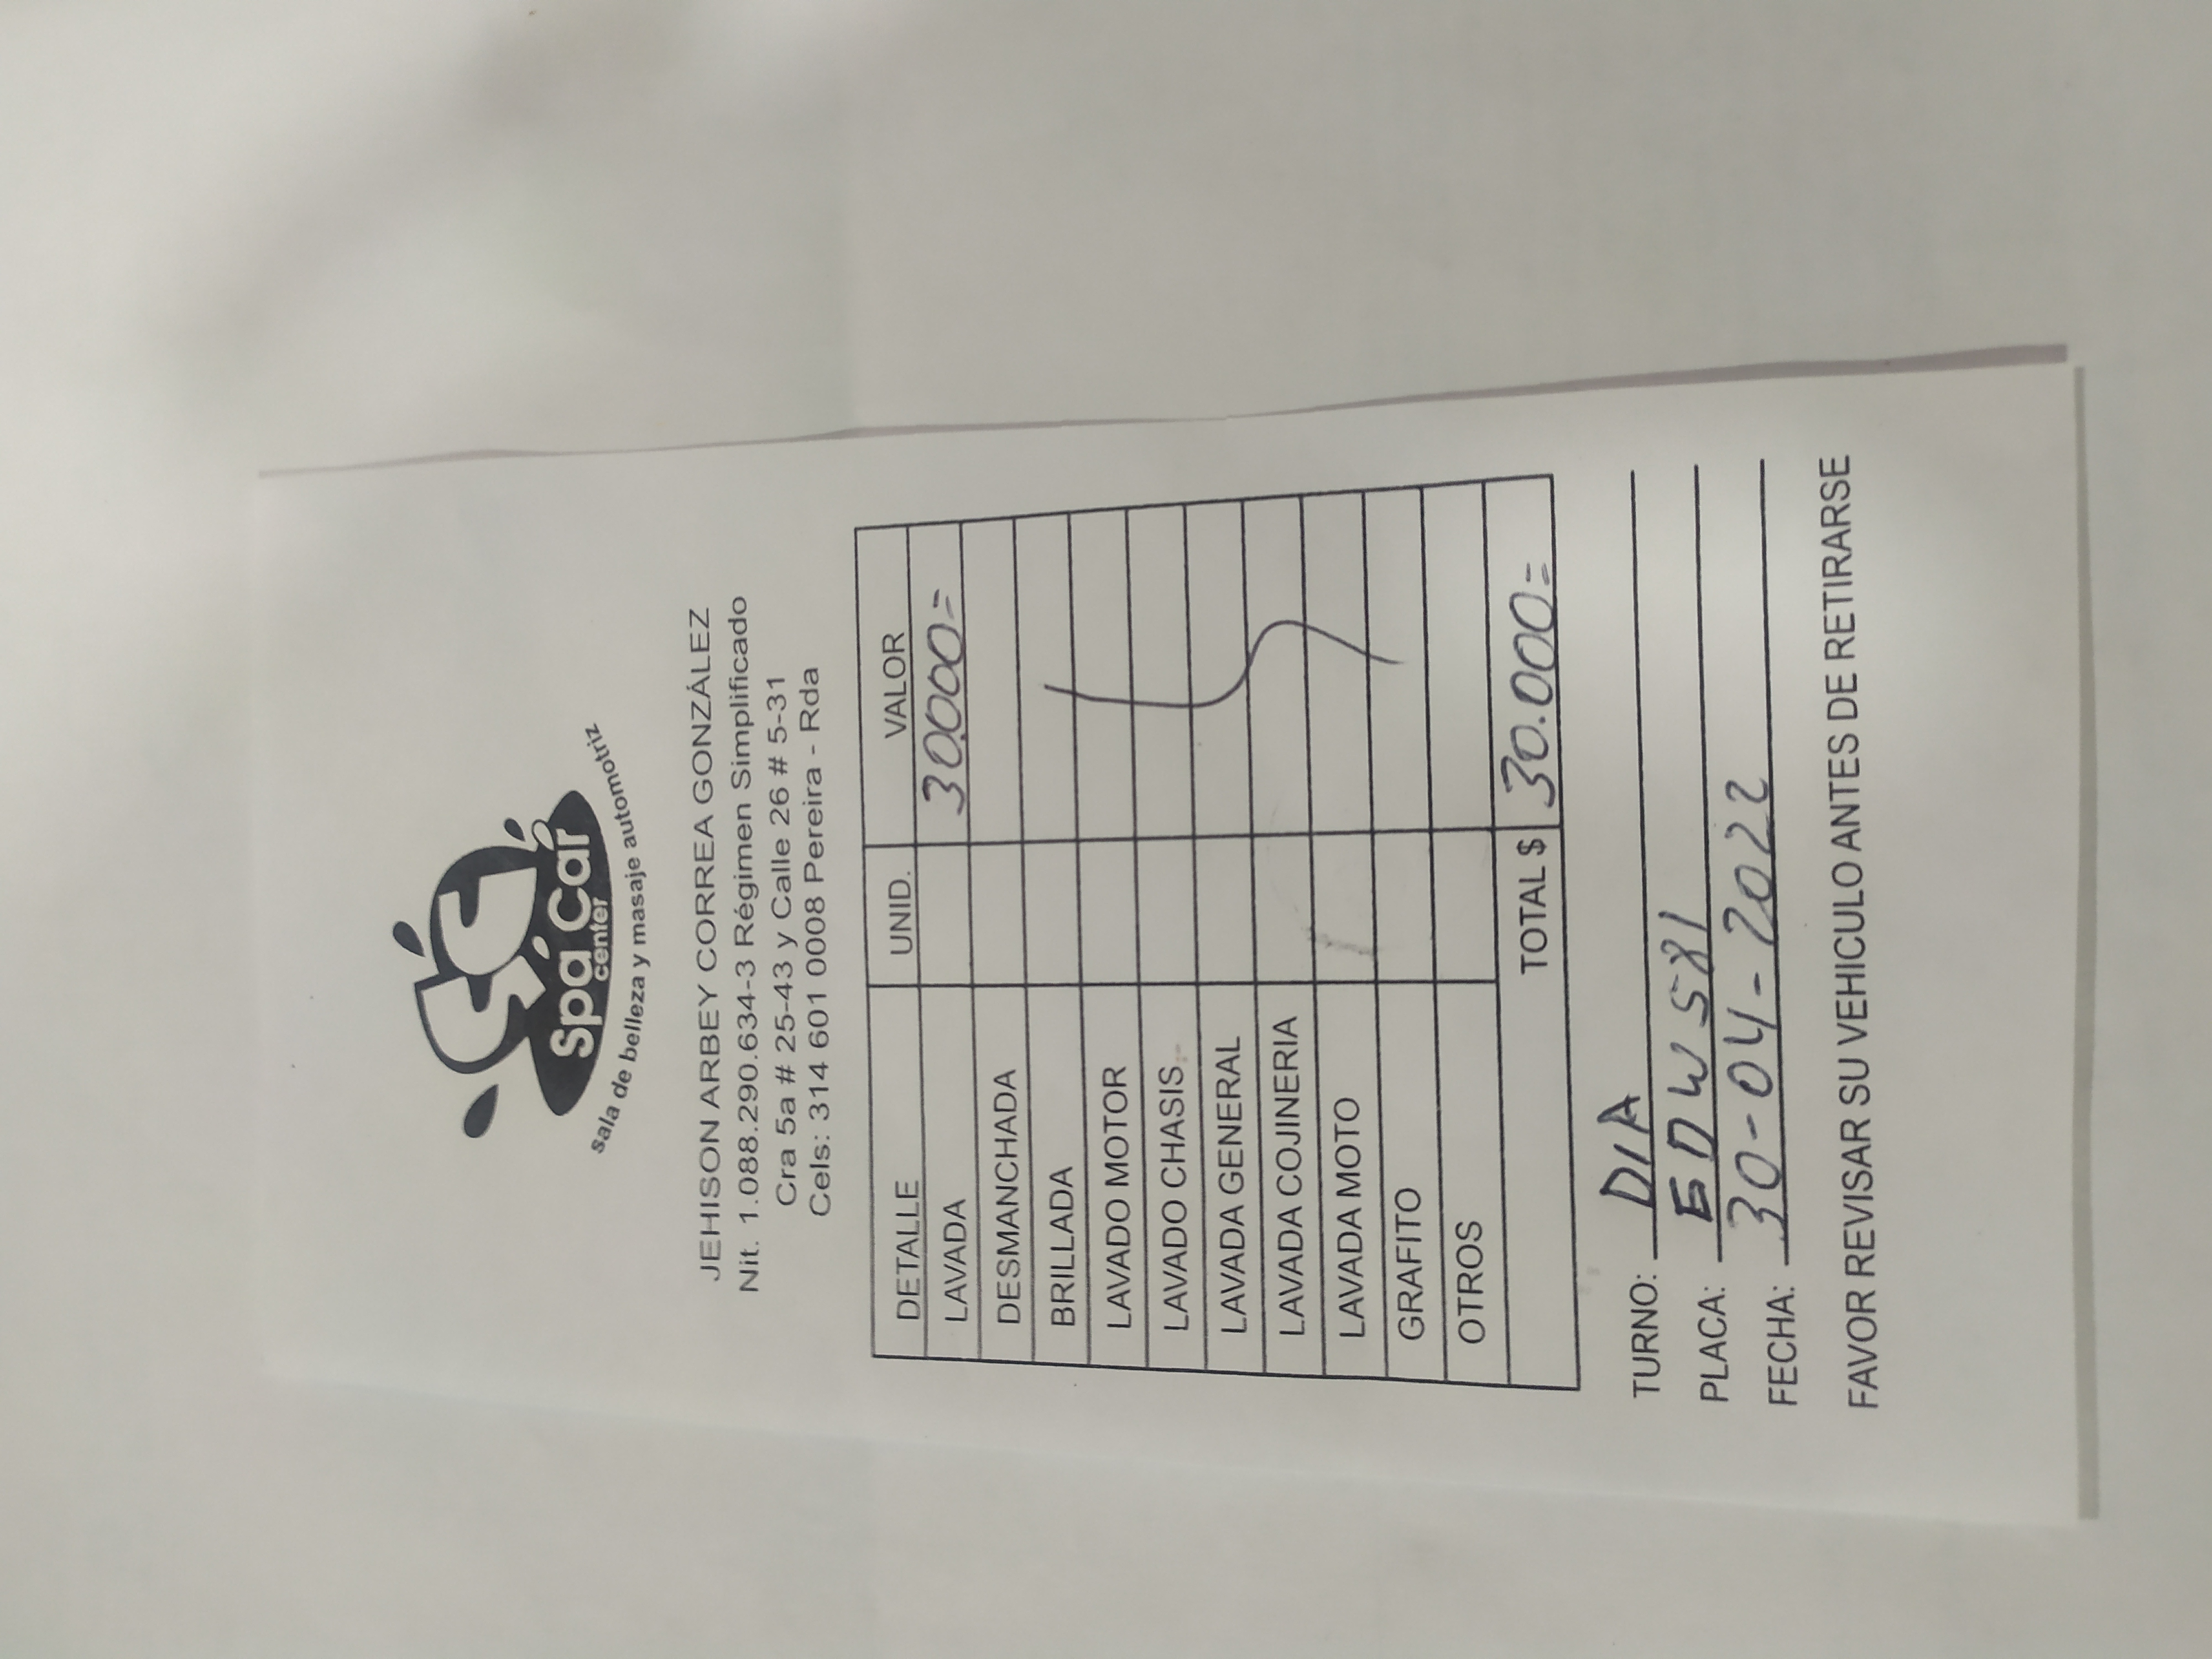 Spa Car
center
sala de belleza y masaje automotriz
JEHISON ARBEY CORREA GONZÁLEZ
Nit. 1.088.290.634-3 Régimen Simplificado
Cra 5a # 25-43 y Calle 26 # 5-31
Cels: 314 601 0008 Pereira - Rda
DETALLE UNID. VALOR
LAVADA 30.000=
DESMANCHADA
BRILLADA
LAVADO MOTOR
LAVADO CHASIS
LAVADA GENERAL
LAVADA COJINERIA
LAVADA MOTO
GRAFITO
OTROS
TOTAL $ 30.000=
TURNO: DIA
PLACA: EDW581
FECHA: 30-04-2022
FAVOR REVISAR SU VEHICULO ANTES DE RETIRARSE